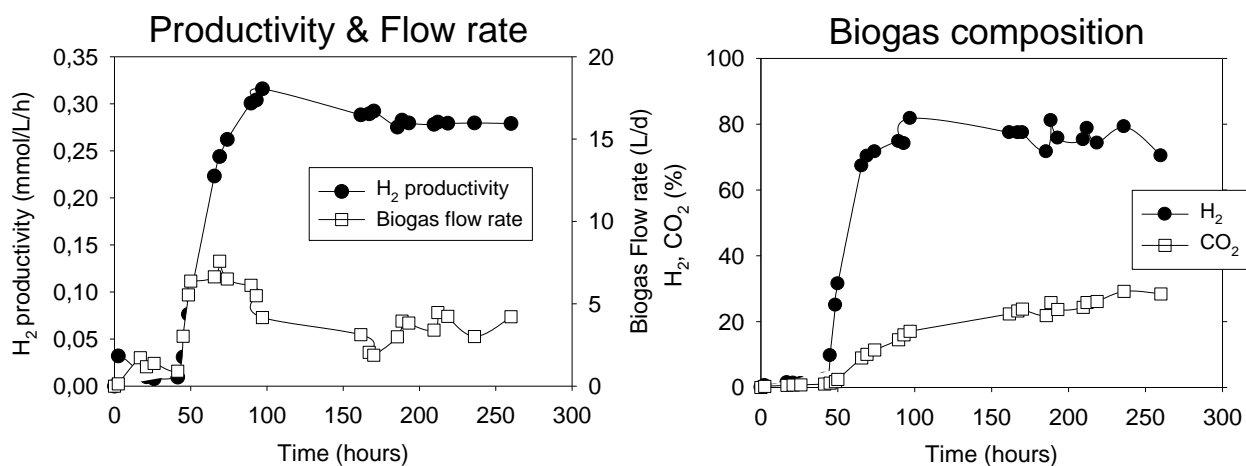 Productivity & Flow rate
H2 productivity (mmol/L/h)
0,35
0,30
0,25
0,20
0,15
0,10
0,05
0,00
20
15
10
5
0
Biogas Flow rate (L/d)
H2 productivity
Biogas flow rate
0 50 100 150 200 250 300
Time (hours)
Biogas composition
H2, CO2 (%)
100
80
60
40
20
0
H2
CO2
0 50 100 150 200 250 300
Time (hours)